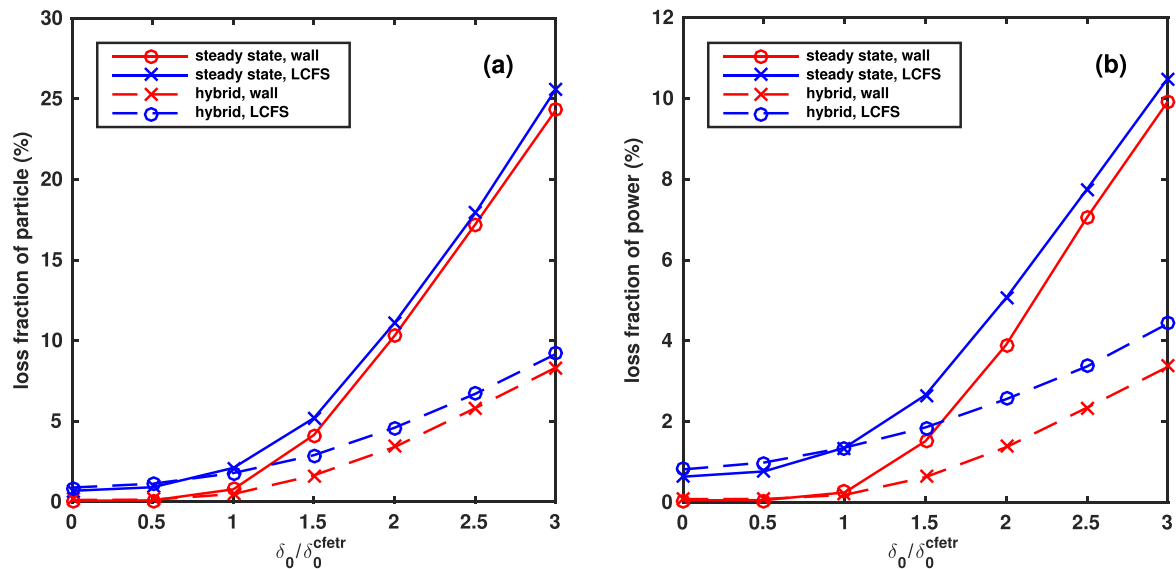 30
25
20
15
10
5
0
loss fraction of particle (%)
steady state, wall
steady state, LCFS
hybrid, wall
hybrid, LCFS
(a)
0 0.5 1 1.5 2 2.5 3
δ0/δ0cfetr
12
10
8
6
4
2
0
loss fraction of power (%)
steady state, wall
steady state, LCFS
hybrid, wall
hybrid, LCFS
(b)
0 0.5 1 1.5 2 2.5 3
δ0/δ0cfetr